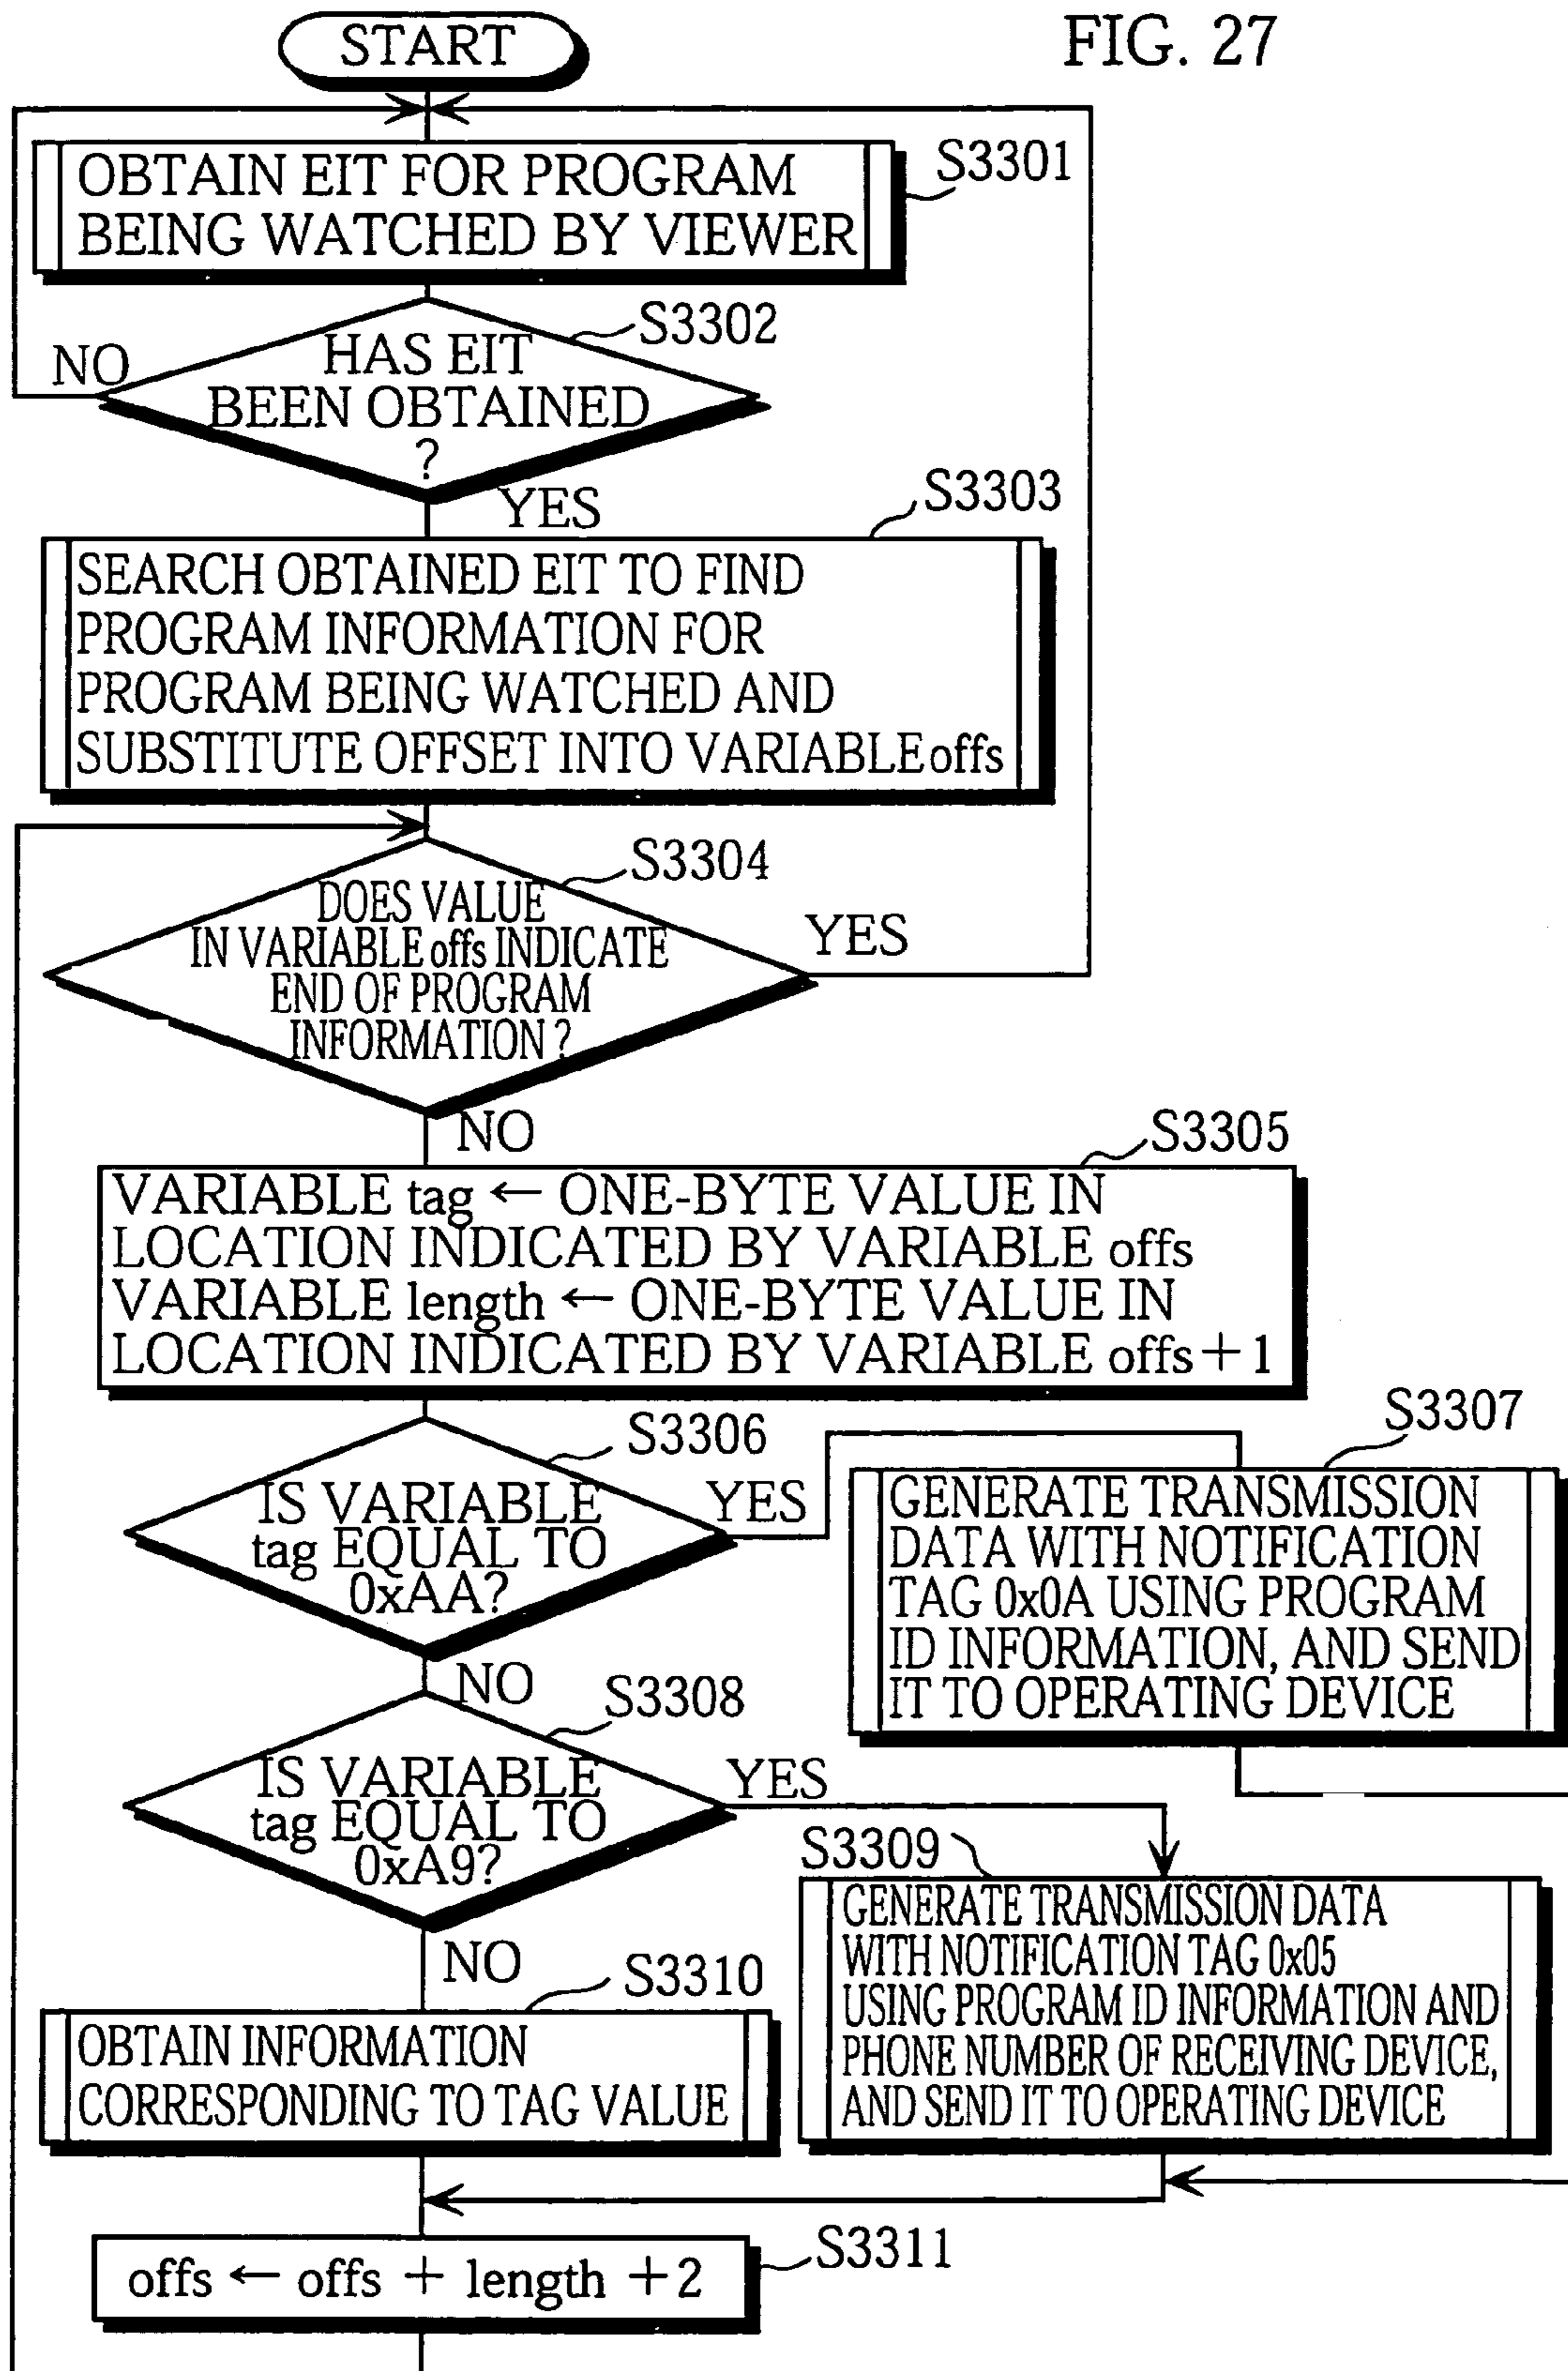 FIG. 27
START
S3301
OBTAIN EIT FOR PROGRAM
BEING WATCHED BY VIEWER
S3302
NO
HAS EIT
BEEN OBTAINED
?
YES
S3303
SEARCH OBTAINED EIT TO FIND
PROGRAM INFORMATION FOR
PROGRAM BEING WATCHED AND
SUBSTITUTE OFFSET INTO VARIABLE offs
S3304
DOES VALUE
IN VARIABLE offs INDICATE
END OF PROGRAM
INFORMATION ?
YES
NO
S3305
VARIABLE tag ← ONE-BYTE VALUE IN
LOCATION INDICATED BY VARIABLE offs
VARIABLE length ← ONE-BYTE VALUE IN
LOCATION INDICATED BY VARIABLE offs+1
S3306
IS VARIABLE
tag EQUAL TO
0xAA?
YES
S3307
GENERATE TRANSMISSION
DATA WITH NOTIFICATION
TAG 0x0A USING PROGRAM
ID INFORMATION, AND SEND
IT TO OPERATING DEVICE
NO
S3308
IS VARIABLE
tag EQUAL TO
0xA9?
YES
S3309
GENERATE TRANSMISSION DATA
WITH NOTIFICATION TAG 0x05
USING PROGRAM ID INFORMATION AND
PHONE NUMBER OF RECEIVING DEVICE,
AND SEND IT TO OPERATING DEVICE
NO
S3310
OBTAIN INFORMATION
CORRESPONDING TO TAG VALUE
S3311
offs ← offs + length +2